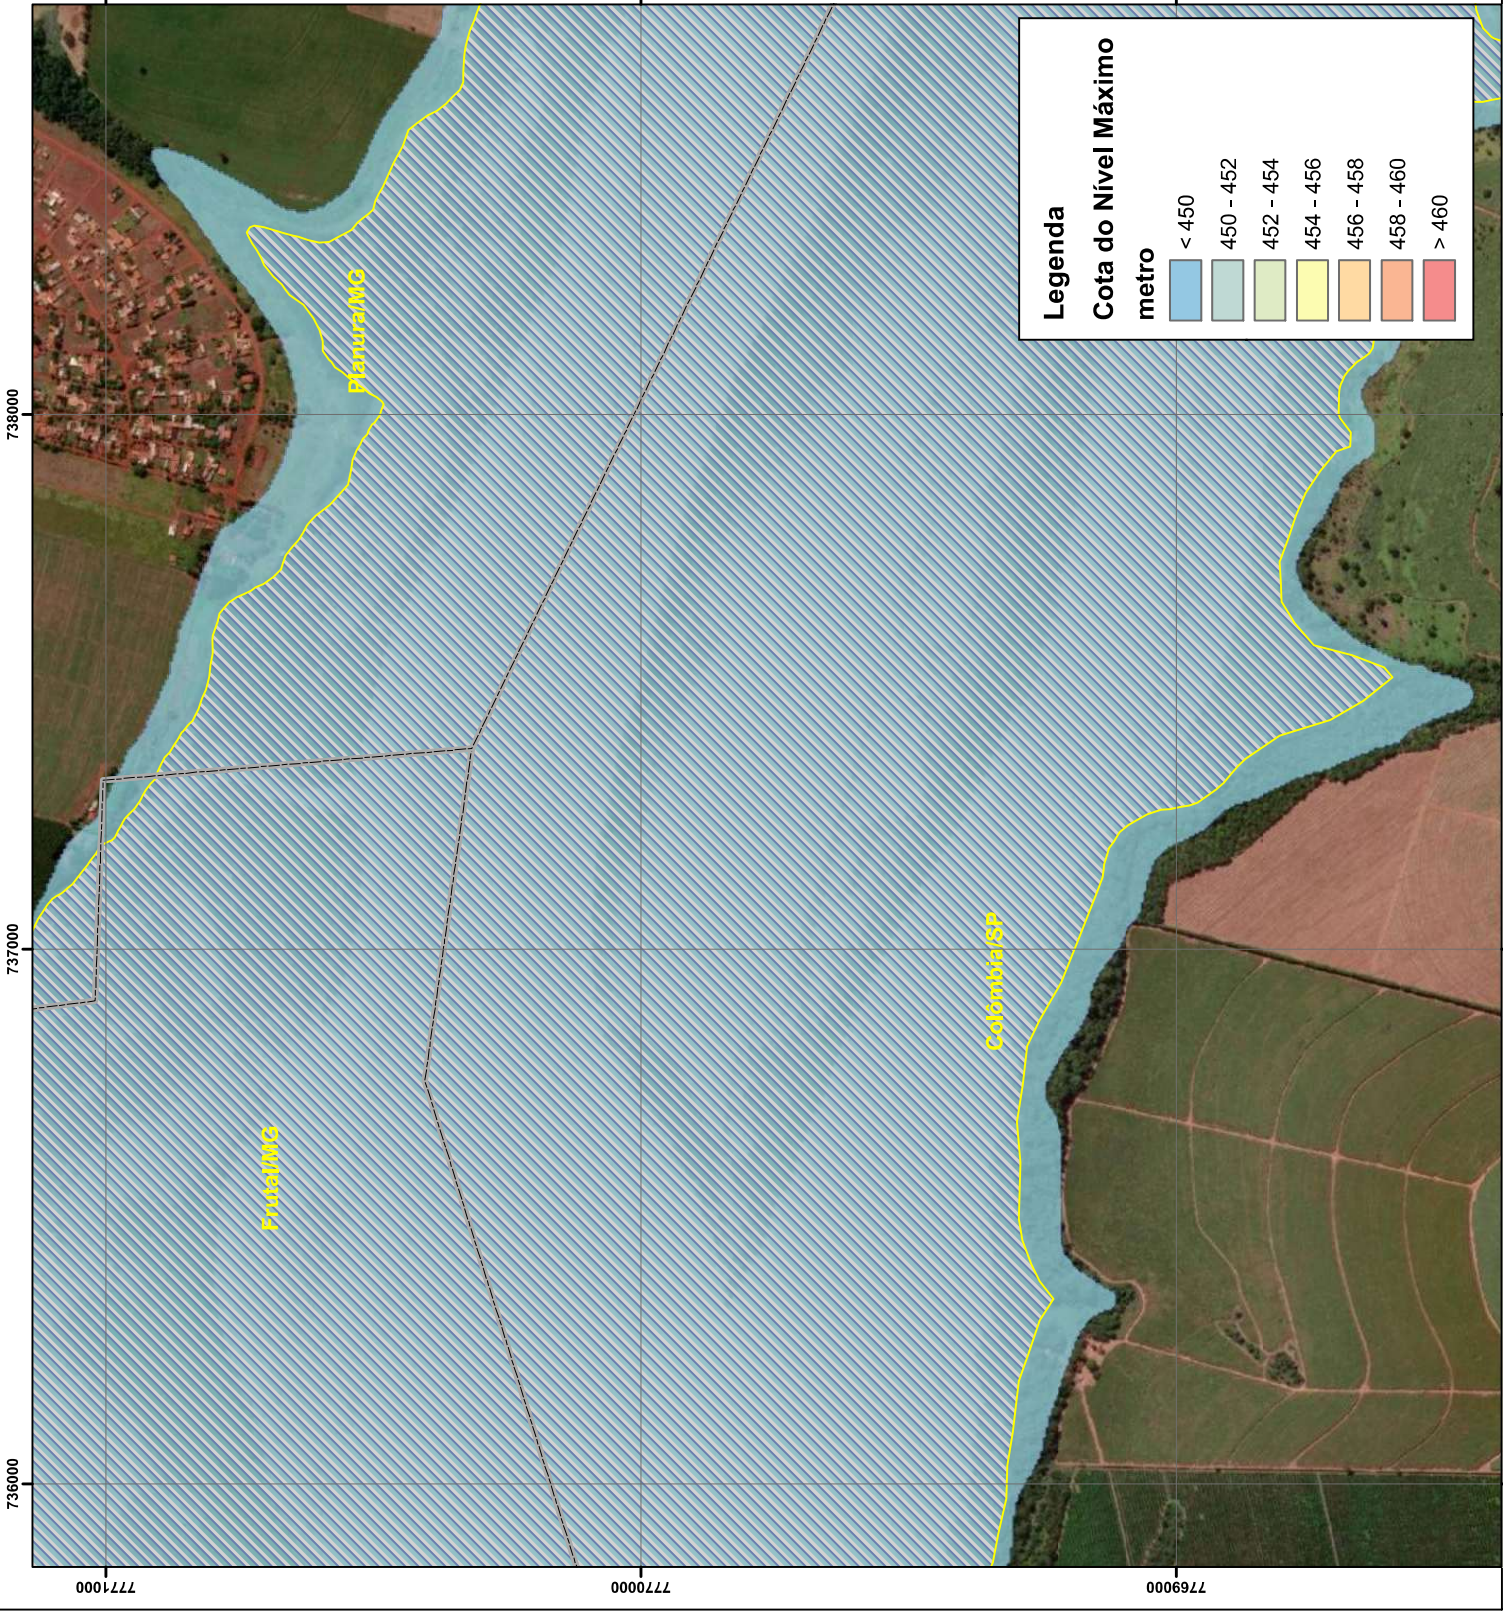 738000
737000
736000
7771000
7770000
7769000
Planura/MG
Frutal/MG
Colômbia/SP
Legenda
Cota do Nível Máximo
metro
< 450
450 - 452
452 - 454
454 - 456
456 - 458
458 - 460
> 460